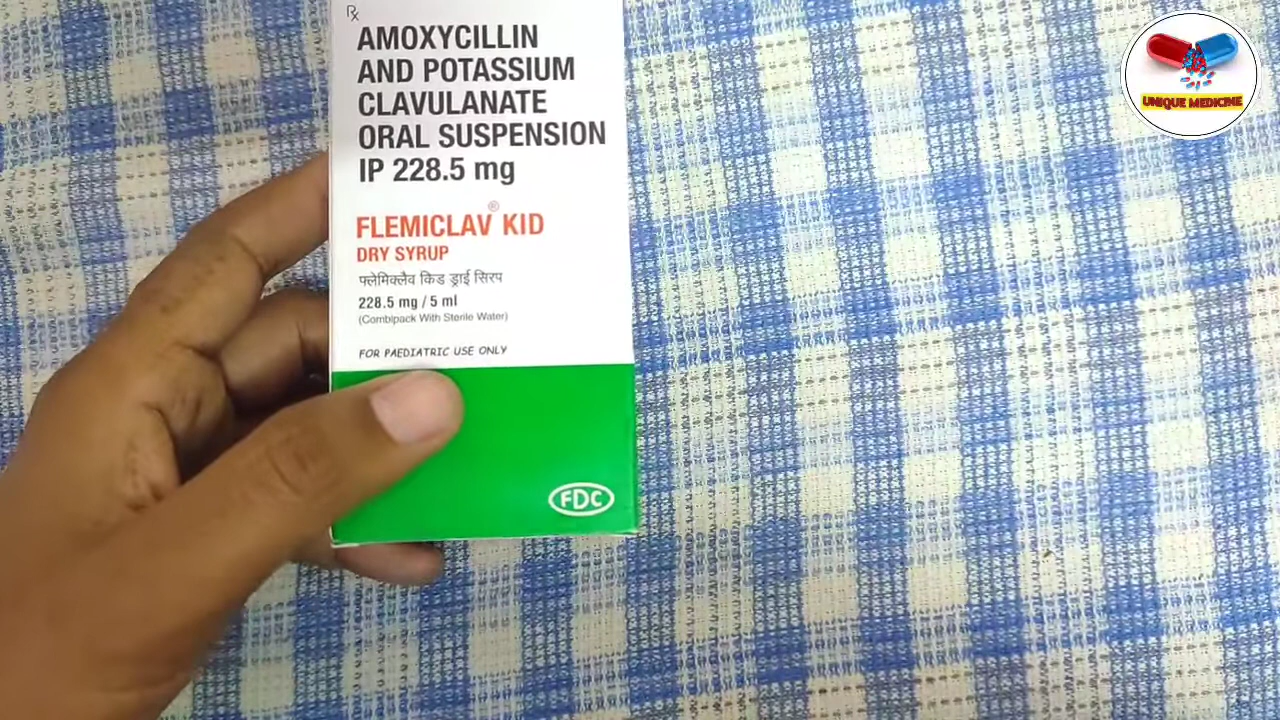 Rx
AMOXYCILLIN
AND POTASSIUM
CLAVULANATE
ORAL SUSPENSION
IP 228.5 mg
FLEMICLAV® KID
DRY SYRUP
फ्लेमिक्लैव किड ड्राई सिरप
228.5 mg / 5 ml
(Combipack With Sterile Water)
FOR PAEDIATRIC USE ONLY
FDC
UNIQUE MEDICINE